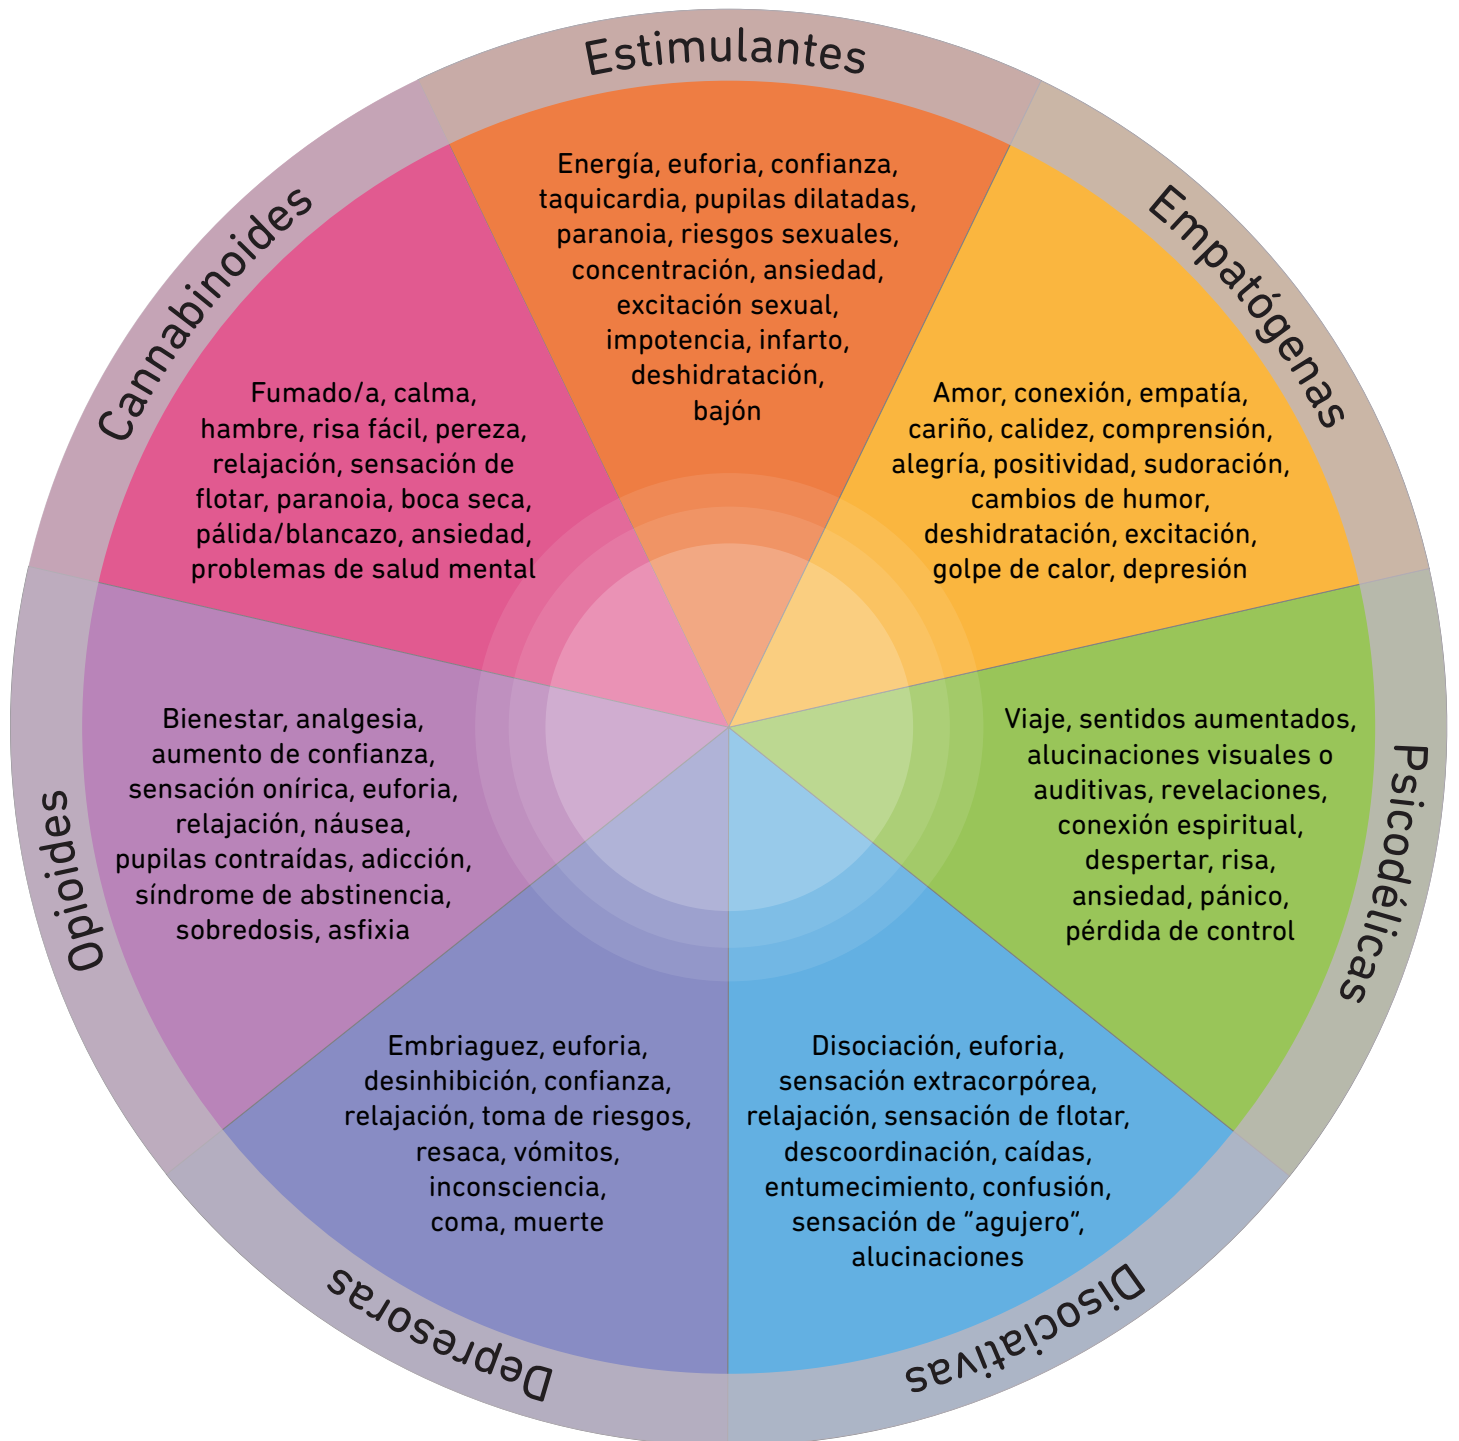 Estimulantes
Energía, euforia, confianza,
taquicardia, pupilas dilatadas,
paranoia, riesgos sexuales,
concentración, ansiedad,
excitación sexual,
impotencia, infarto,
deshidratación,
bajón
Empatógenas
Amor, conexión, empatía,
cariño, calidez, comprensión,
alegría, positividad, sudoración,
cambios de humor,
deshidratación, excitación,
golpe de calor, depresión
Psicodélicas
Viaje, sentidos aumentados,
alucinaciones visuales o
auditivas, revelaciones,
conexión espiritual,
despertar, risa,
ansiedad, pánico,
pérdida de control
Disociativas
Disociación, euforia,
sensación extracorpórea,
relajación, sensación de flotar,
descoordinación, caídas,
entumecimiento, confusión,
sensación de "agujero",
alucinaciones
Depresoras
Embriaguez, euforia,
desinhibición, confianza,
relajación, toma de riesgos,
resaca, vómitos,
inconsciencia,
coma, muerte
Opioides
Bienestar, analgesia,
aumento de confianza,
sensación onírica, euforia,
relajación, náusea,
pupilas contraídas, adicción,
síndrome de abstinencia,
sobredosis, asfixia
Cannabinoides
Fumado/a, calma,
hambre, risa fácil, pereza,
relajación, sensación de
flotar, paranoia, boca seca,
pálida/blancazo, ansiedad,
problemas de salud mental